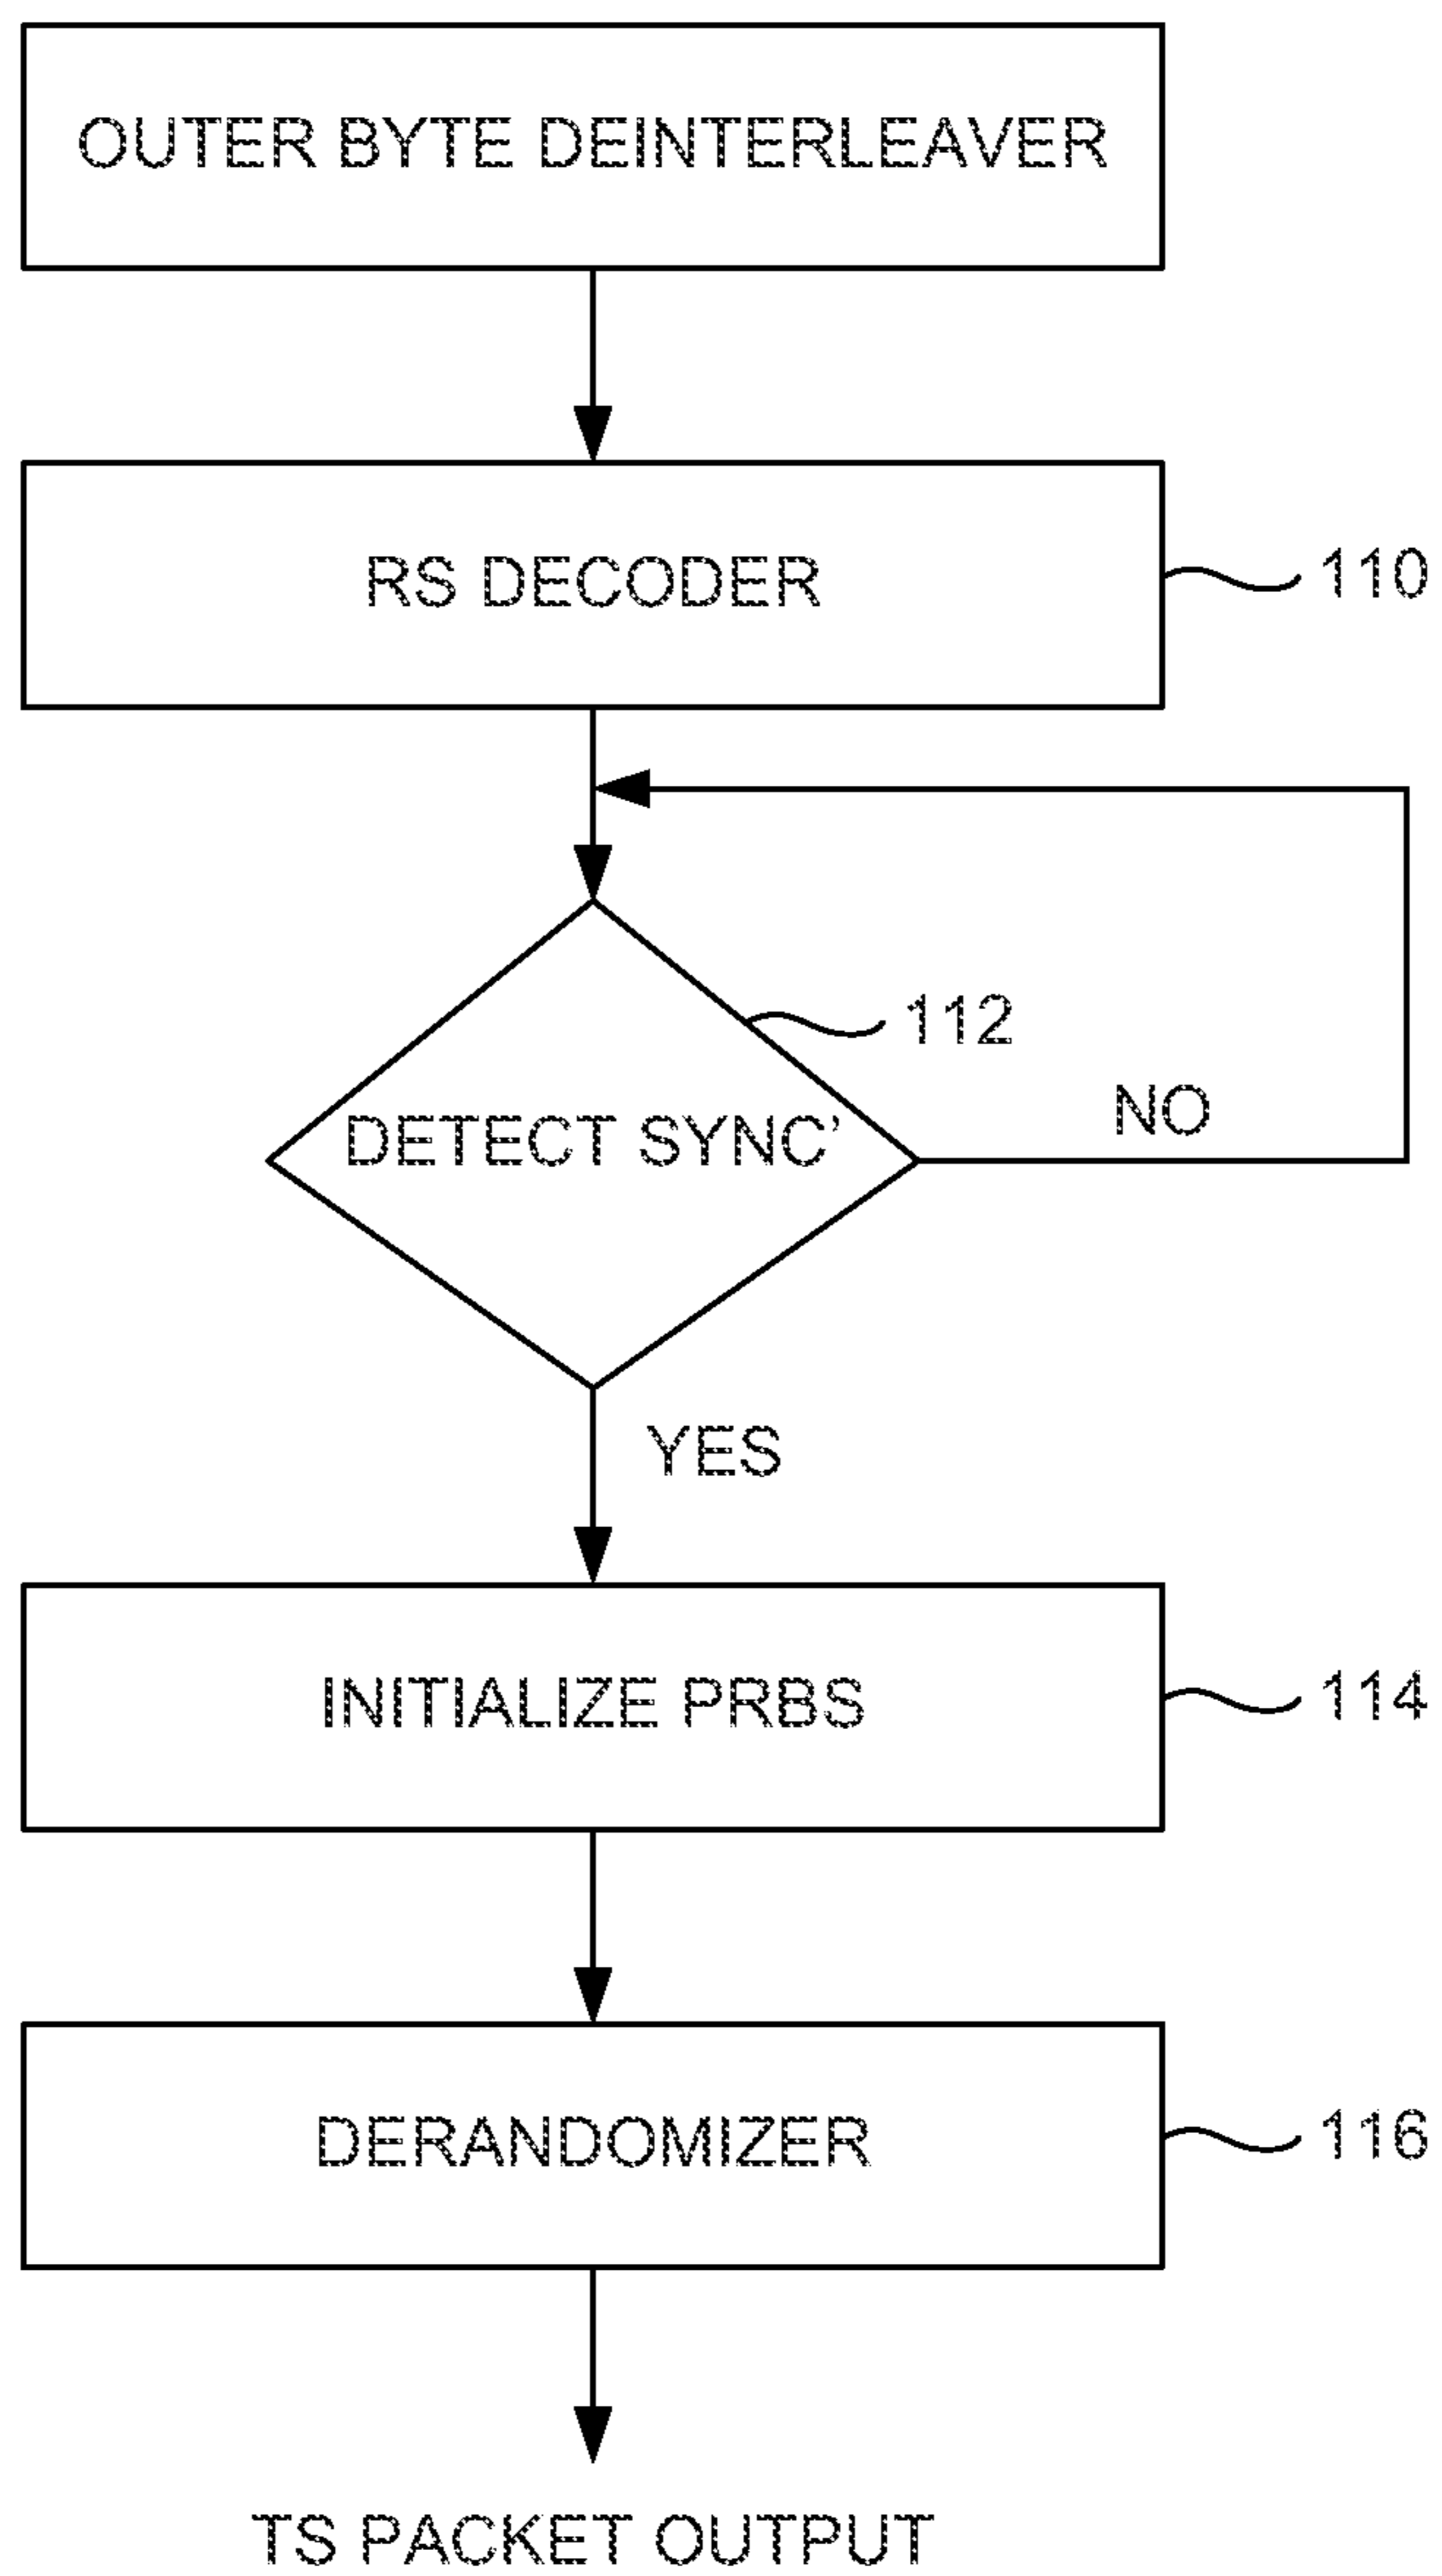 OUTER BYTE DEINTERLEAVER
RS DECODER
110
112
DETECT SYNC’
NO
YES
INITIALIZE PRBS
114
DERANDOMIZER
116
TS PACKET OUTPUT